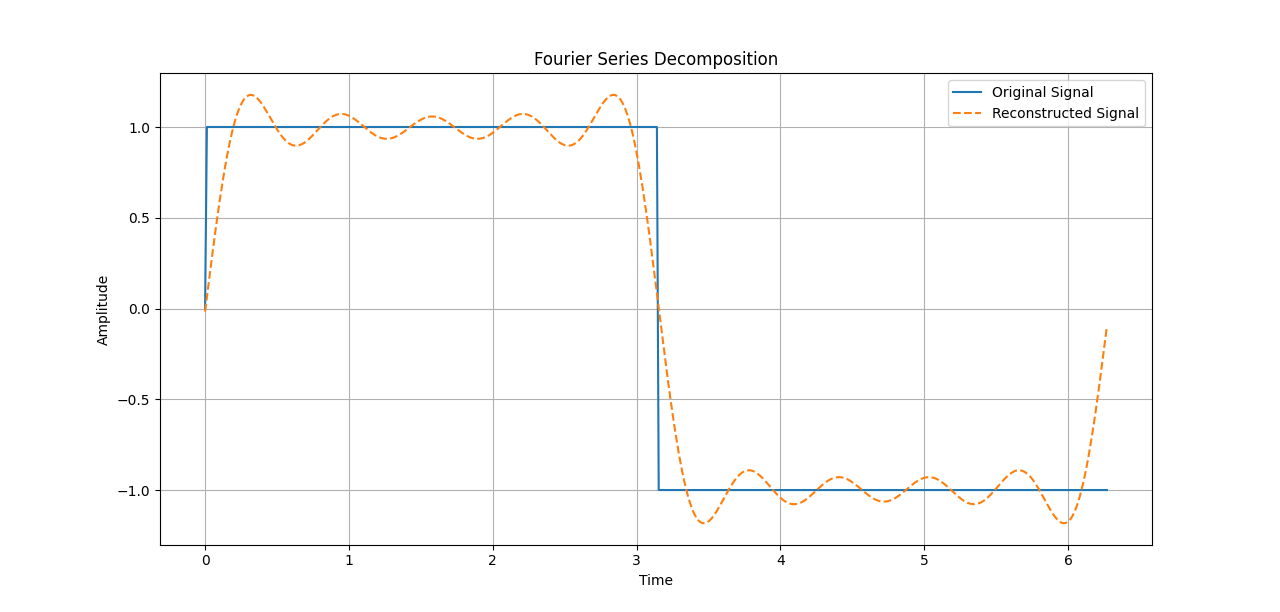 Fourier Series Decomposition
Original Signal
Reconstructed Signal
Amplitude
1.0
0.5
0.0
−0.5
−1.0
0 1 2 3 4 5 6
Time